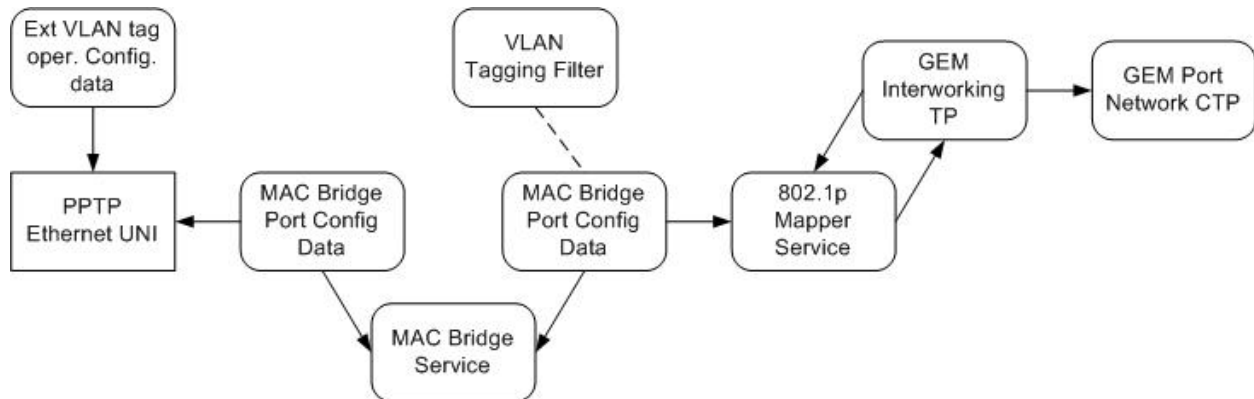 Ext VLAN tag
oper. Config.
data
VLAN
Tagging Filter
GEM
Interworking
TP
GEM Port
Network CTP
PPTP
Ethernet UNI
MAC Bridge
Port Config
Data
MAC Bridge
Port Config
Data
802.1p
Mapper
Service
MAC Bridge
Service